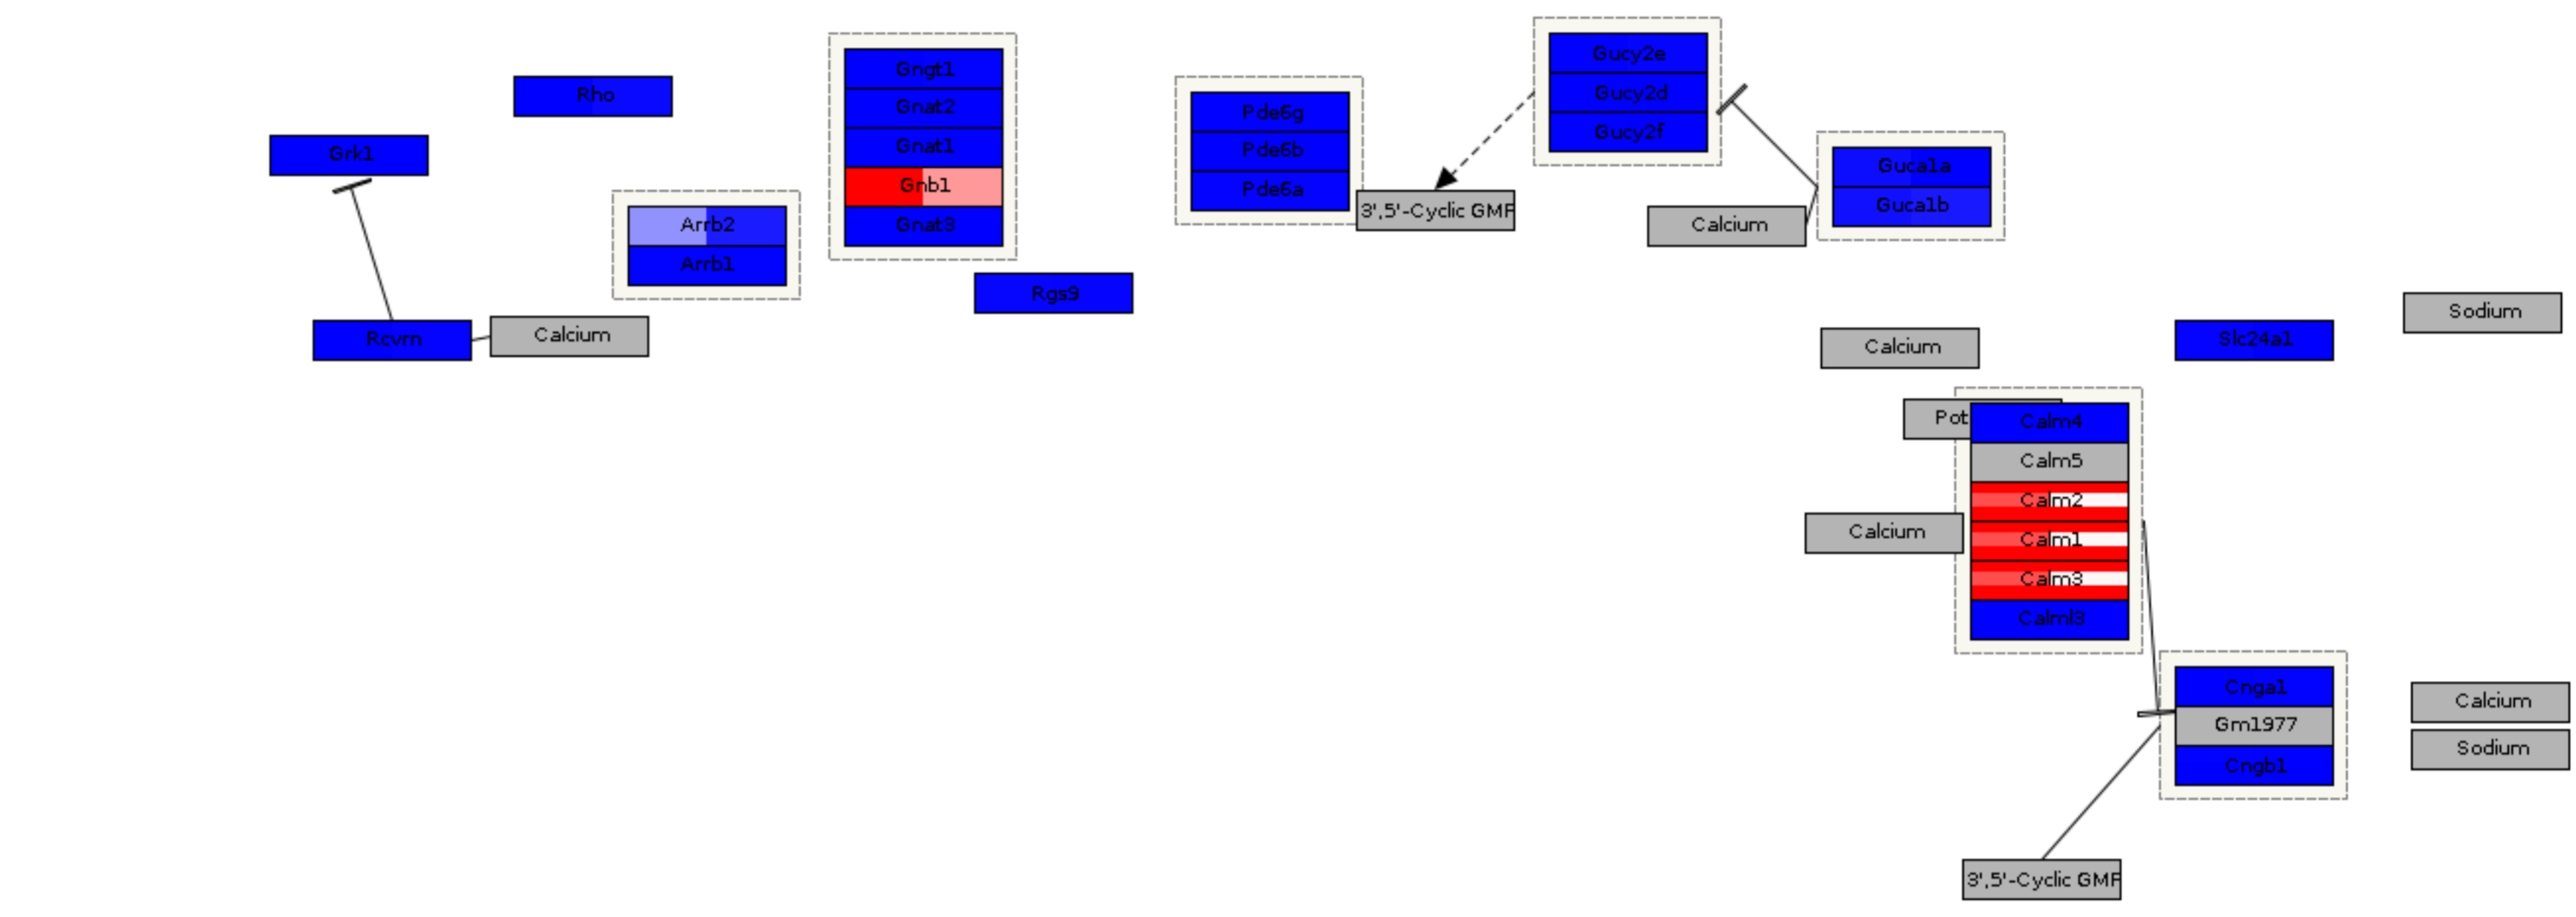 Rho
Grk1
Arrb2
Arrb1
Rcvrn
Calcium
Gngt1
Gnat2
Gnat1
Gnb1
Gnat3
Rgs9
Pde6g
Pde6b
Pde6a
3',5'-Cyclic GMP
Gucy2e
Gucy2d
Gucy2f
Calcium
Guca1a
Guca1b
Sodium
Slc24a1
Calcium
Pot
Calm4
Calm5
Calm2
Calm1
Calm3
Calml3
Calcium
Cnga1
Gm1977
Cngb1
Calcium
Sodium
3',5'-Cyclic GMP